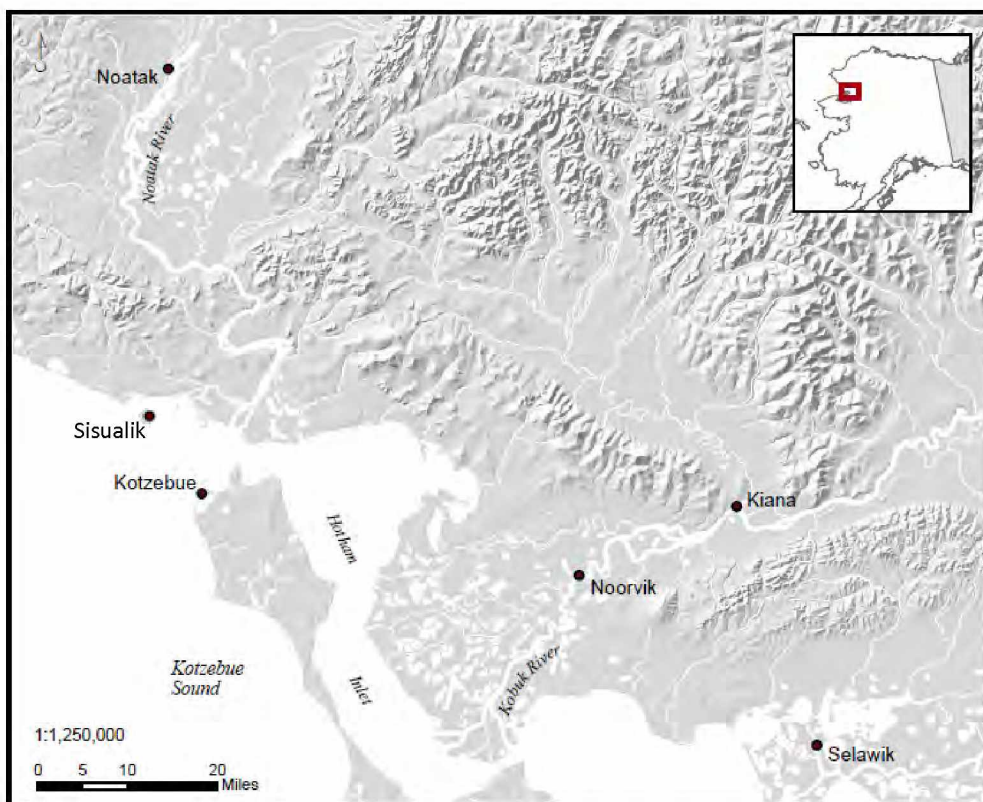 Noatak
Noatak River
Sisualik
Kotzebue
Hotham
Inlet
Kiana
Noorvik
Kobuk River
Kotzebue
Sound
Selawik
1:1,250,000
0 5 10 20
Miles